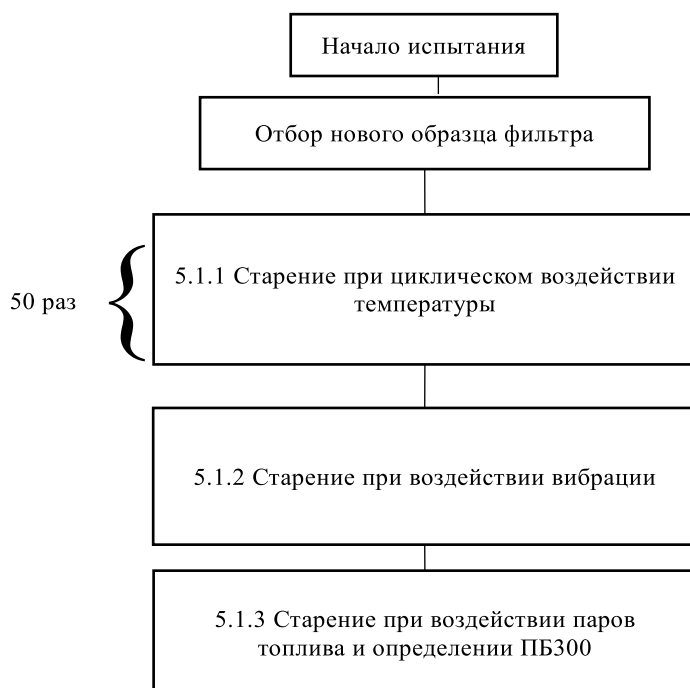 Начало испытания
Отбор нового образца фильтра
50 раз
5.1.1 Старение при циклическом воздействии
температуры
5.1.2 Старение при воздействии вибрации
5.1.3 Старение при воздействии паров
топлива и определении ПБ300